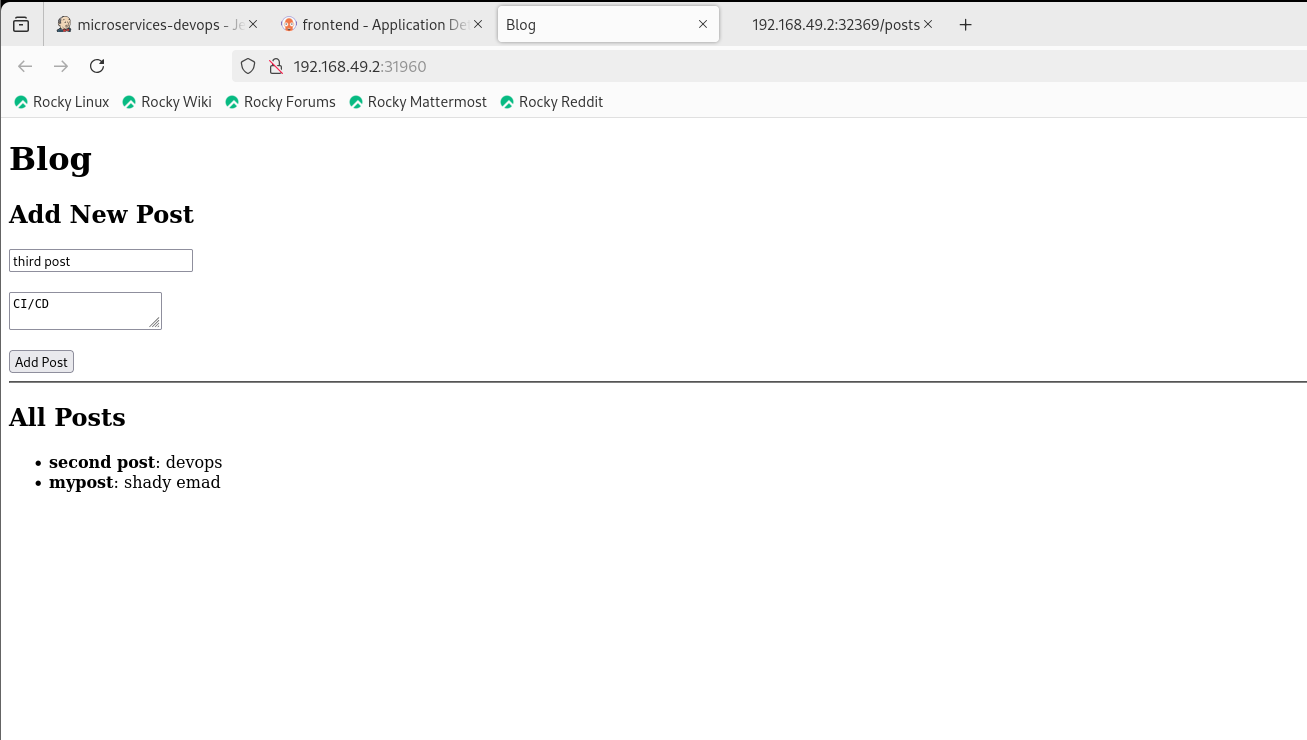 microservices-devops - Je
frontend - Application De
Blog
192.168.49.2:32369/posts
192.168.49.2:31960
Rocky Linux
Rocky Wiki
Rocky Forums
Rocky Mattermost
Rocky Reddit
Blog
Add New Post
third post
CI/CD
Add Post
All Posts
• second post: devops
• mypost: shady emad